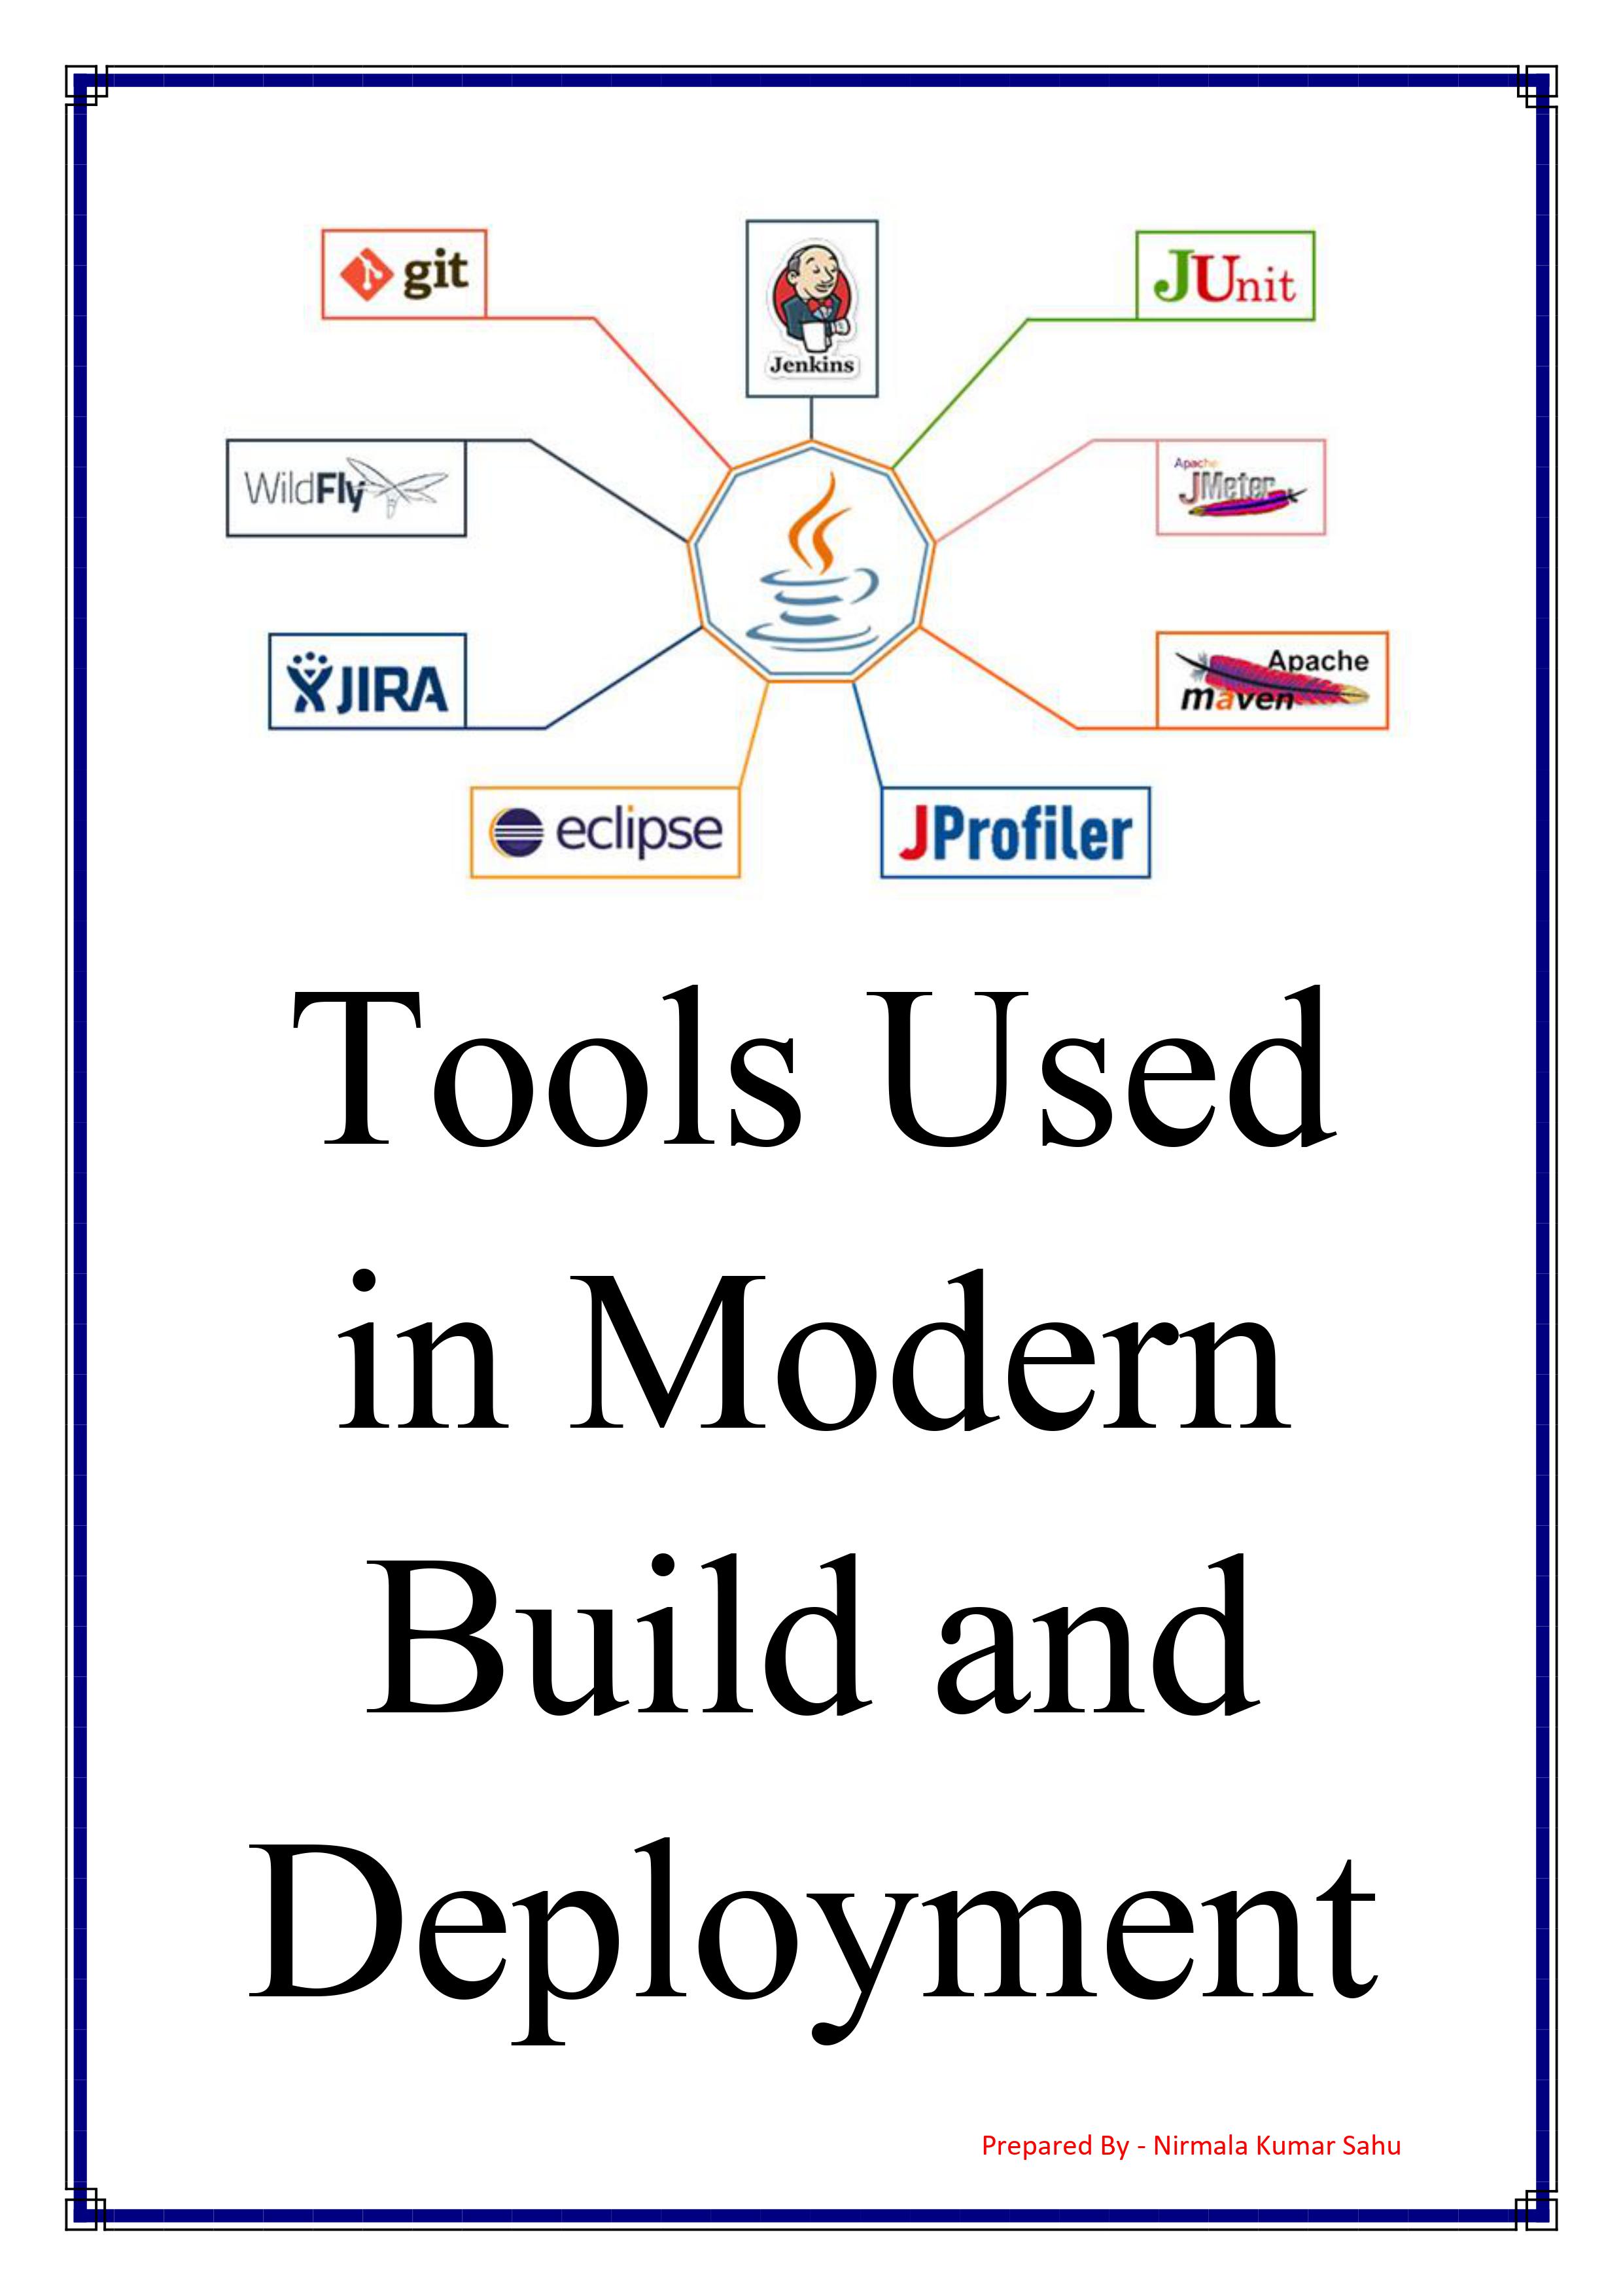 git
Jenkins
JUnit
WildFly
Apache
JMeter
JIRA
Apache
maven
eclipse
JProfiler
Tools Used
in Modern
Build and
Deployment
Prepared By - Nirmala Kumar Sahu